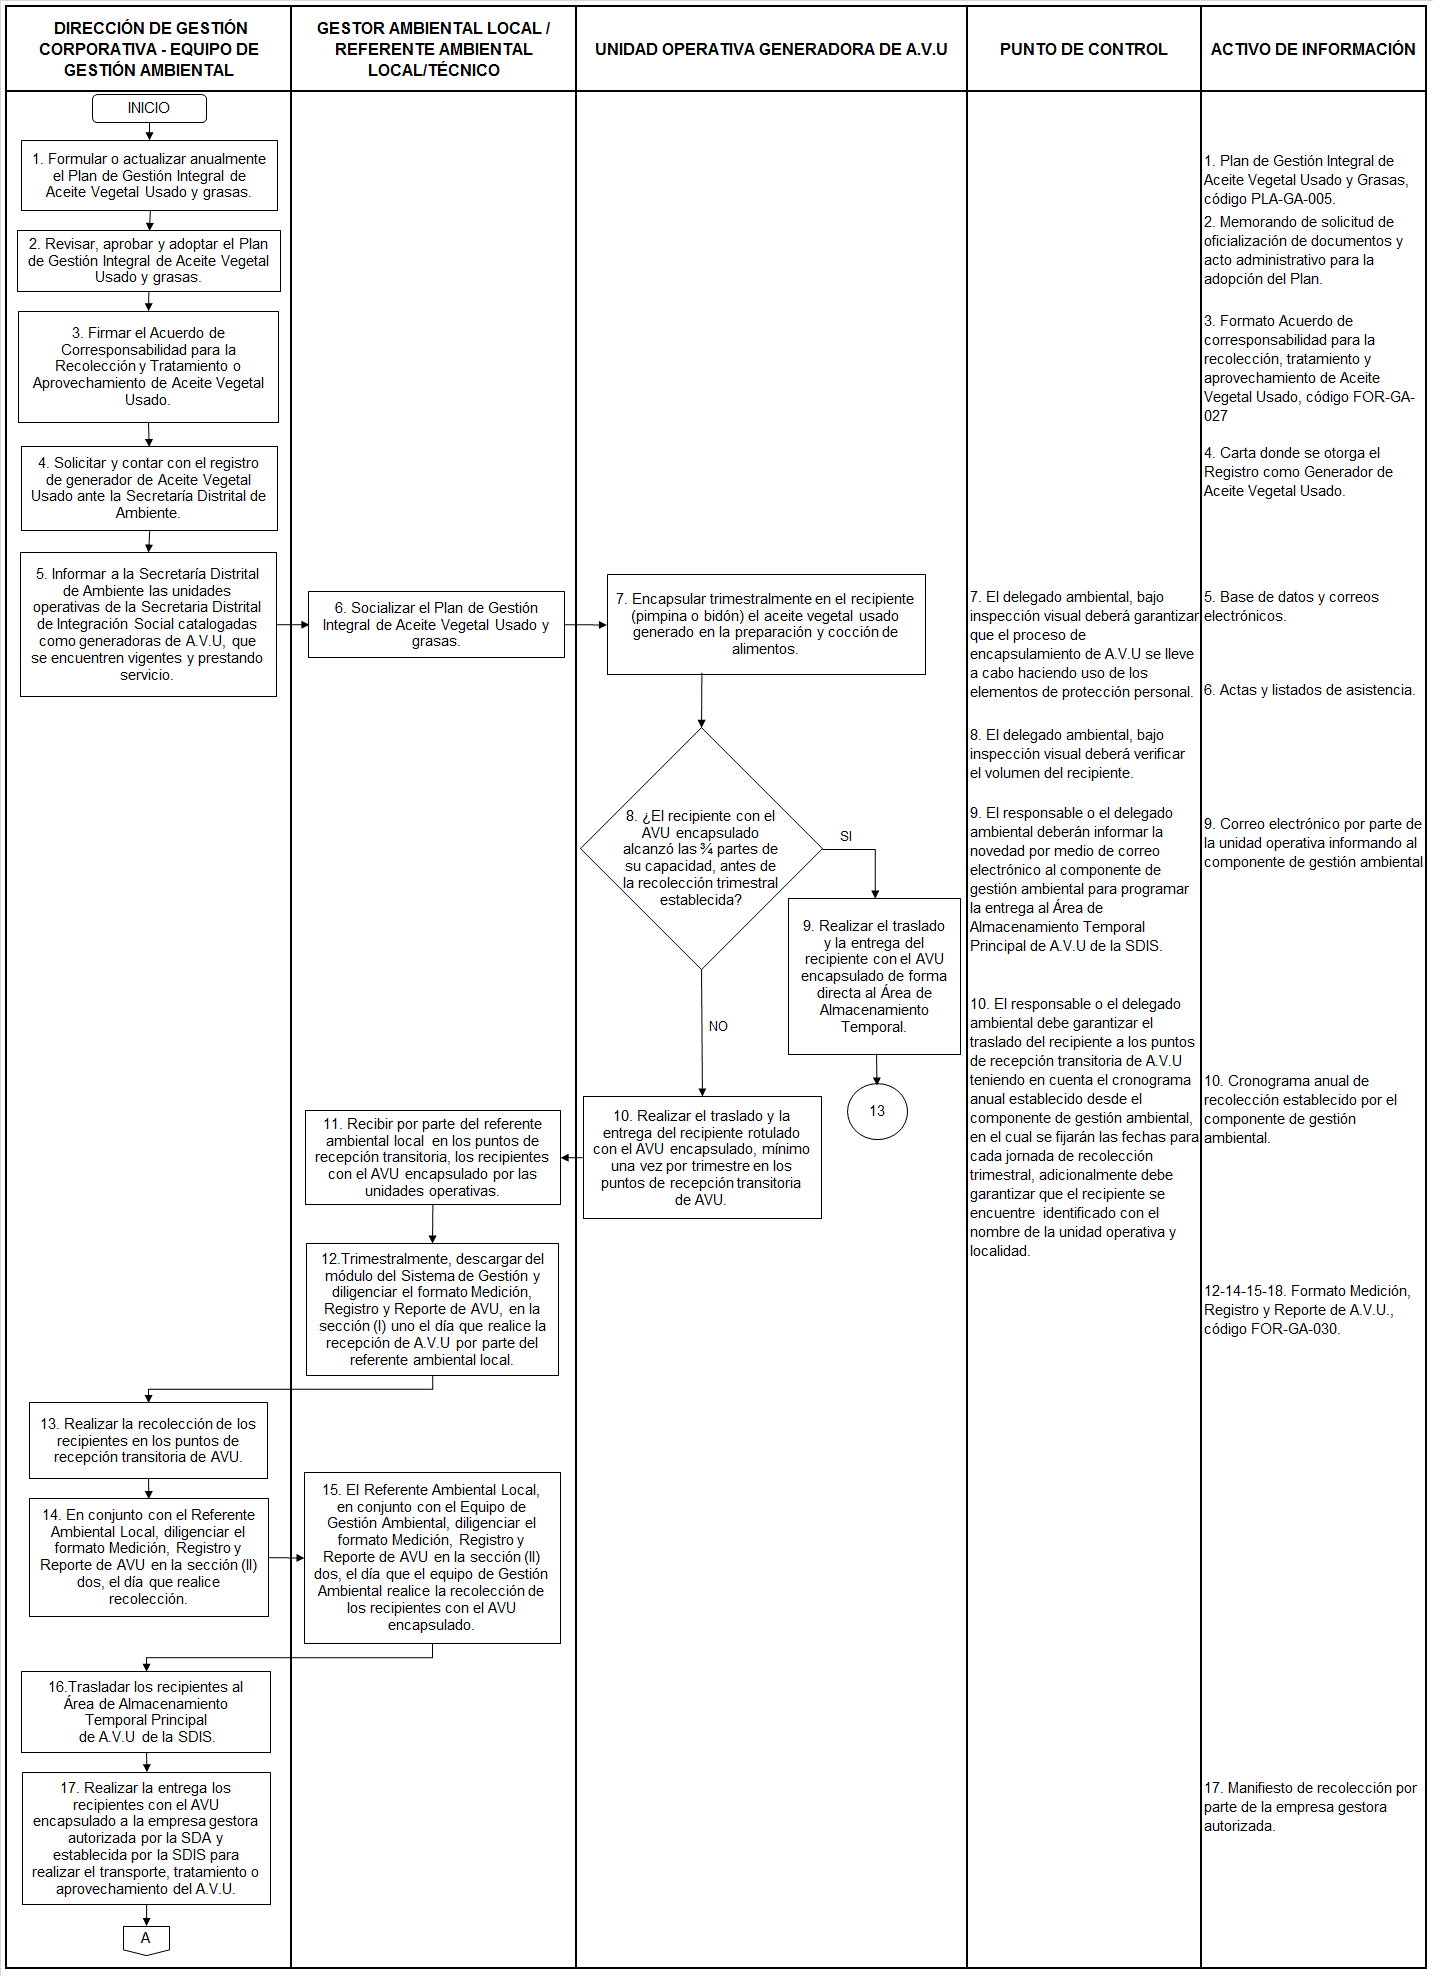 DIRECCIÓN DE GESTIÓN
CORPORATIVA - EQUIPO DE
GESTIÓN AMBIENTAL
GESTOR AMBIENTAL LOCAL /
REFERENTE AMBIENTAL
LOCAL/TÉCNICO
UNIDAD OPERATIVA GENERADORA DE A.V.U
PUNTO DE CONTROL
ACTIVO DE INFORMACIÓN
INICIO
1. Formular o actualizar anualmente
el Plan de Gestión Integral de
Aceite Vegetal Usado y grasas.
2. Revisar, aprobar y adoptar el Plan
de Gestión Integral de Aceite Vegetal
Usado y grasas.
3. Firmar el Acuerdo de
Corresponsabilidad para la
Recolección y Tratamiento o
Aprovechamiento de Aceite Vegetal
Usado.
4. Solicitar y contar con el registro
de generador de Aceite Vegetal
Usado ante la Secretaría Distrital de
Ambiente.
5. Informar a la Secretaría Distrital
de Ambiente las unidades
operativas de la Secretaria Distrital
de Integración Social catalogadas
como generadoras de A.V.U, que
se encuentren vigentes y prestando
servicio.
6. Socializar el Plan de Gestión
Integral de Aceite Vegetal Usado y
grasas.
7. Encapsular trimestralmente en el recipiente
(pimpina o bidón) el aceite vegetal usado
generado en la preparación y cocción de
alimentos.
8. ¿El recipiente con el
AVU encapsulado
alcanzó las ¾ partes de
su capacidad, antes de
la recolección trimestral
establecida?
SI
NO
9. Realizar el traslado
y la entrega del
recipiente con el AVU
encapsulado de forma
directa al Área de
Almacenamiento
Temporal.
13
10. Realizar el traslado y la
entrega del recipiente rotulado
con el AVU encapsulado, mínimo
una vez por trimestre en los
puntos de recepción transitoria
de AVU.
11. Recibir por parte del referente
ambiental local en los puntos de
recepción transitoria, los recipientes
con el AVU encapsulado por las
unidades operativas.
12.Trimestralmente, descargar del
módulo del Sistema de Gestión y
diligenciar el formato Medición,
Registro y Reporte de AVU, en la
sección (I) uno el día que realice la
recepción de A.V.U por parte del
referente ambiental local.
13. Realizar la recolección de los
recipientes en los puntos de
recepción transitoria de AVU.
14. En conjunto con el Referente
Ambiental Local, diligenciar el
formato Medición, Registro y
Reporte de AVU en la sección (II)
dos, el día que realice
recolección.
15. El Referente Ambiental Local,
en conjunto con el Equipo de
Gestión Ambiental, diligenciar el
formato Medición, Registro y
Reporte de AVU en la sección (II)
dos, el día que el equipo de Gestión
Ambiental realice la recolección de
los recipientes con el AVU
encapsulado.
16.Trasladar los recipientes al
Área de Almacenamiento
Temporal Principal
de A.V.U de la SDIS.
17. Realizar la entrega los
recipientes con el AVU
encapsulado a la empresa gestora
autorizada por la SDA y
establecida por la SDIS para
realizar el transporte, tratamiento o
aprovechamiento del A.V.U.
A
7. El delegado ambiental, bajo
inspección visual deberá garantizar
que el proceso de
encapsulamiento de A.V.U se lleve
a cabo haciendo uso de los
elementos de protección personal.
8. El delegado ambiental, bajo
inspección visual deberá verificar
el volumen del recipiente.
9. El responsable o el delegado
ambiental deberán informar la
novedad por medio de correo
electrónico al componente de
gestión ambiental para programar
la entrega al Área de
Almacenamiento Temporal
Principal de A.V.U de la SDIS.
10. El responsable o el delegado
ambiental debe garantizar el
traslado del recipiente a los puntos
de recepción transitoria de A.V.U
teniendo en cuenta el cronograma
anual establecido desde el
componente de gestión ambiental,
en el cual se fijarán las fechas para
cada jornada de recolección
trimestral, adicionalmente debe
garantizar que el recipiente se
encuentre identificado con el
nombre de la unidad operativa y
localidad.
1. Plan de Gestión Integral de
Aceite Vegetal Usado y Grasas,
código PLA-GA-005.
2. Memorando de solicitud de
oficialización de documentos y
acto administrativo para la
adopción del Plan.
3. Formato Acuerdo de
corresponsabilidad para la
recolección, tratamiento y
aprovechamiento de Aceite
Vegetal Usado, código FOR-GA-
027
4. Carta donde se otorga el
Registro como Generador de
Aceite Vegetal Usado.
5. Base de datos y correos
electrónicos.
6. Actas y listados de asistencia.
9. Correo electrónico por parte de
la unidad operativa informando al
componente de gestión ambiental
10. Cronograma anual de
recolección establecido por el
componente de gestión
ambiental.
12-14-15-18. Formato Medición,
Registro y Reporte de A.V.U.,
código FOR-GA-030.
17. Manifiesto de recolección por
parte de la empresa gestora
autorizada.